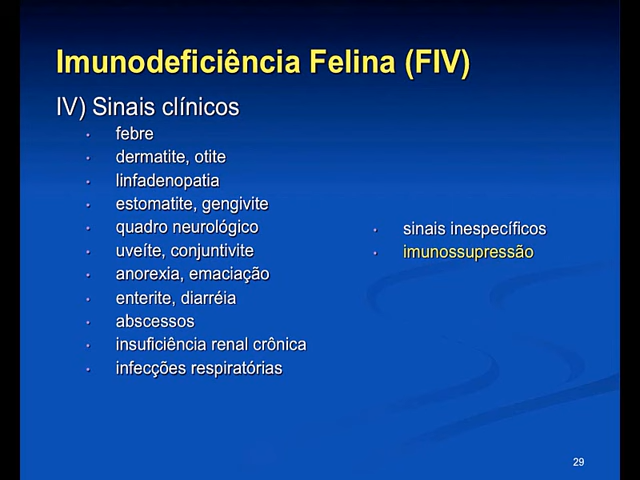 Imunodeficiência Felina (FIV)
IV) Sinais clínicos
febre
dermatite, otite
linfadenopatia
estomatite, gengivite
quadro neurológico
uveíte, conjuntivite
anorexia, emaciação
enterite, diarréia
abscessos
insuficiência renal crônica
infecções respiratórias
sinais inespecíficos
imunossupressão
29